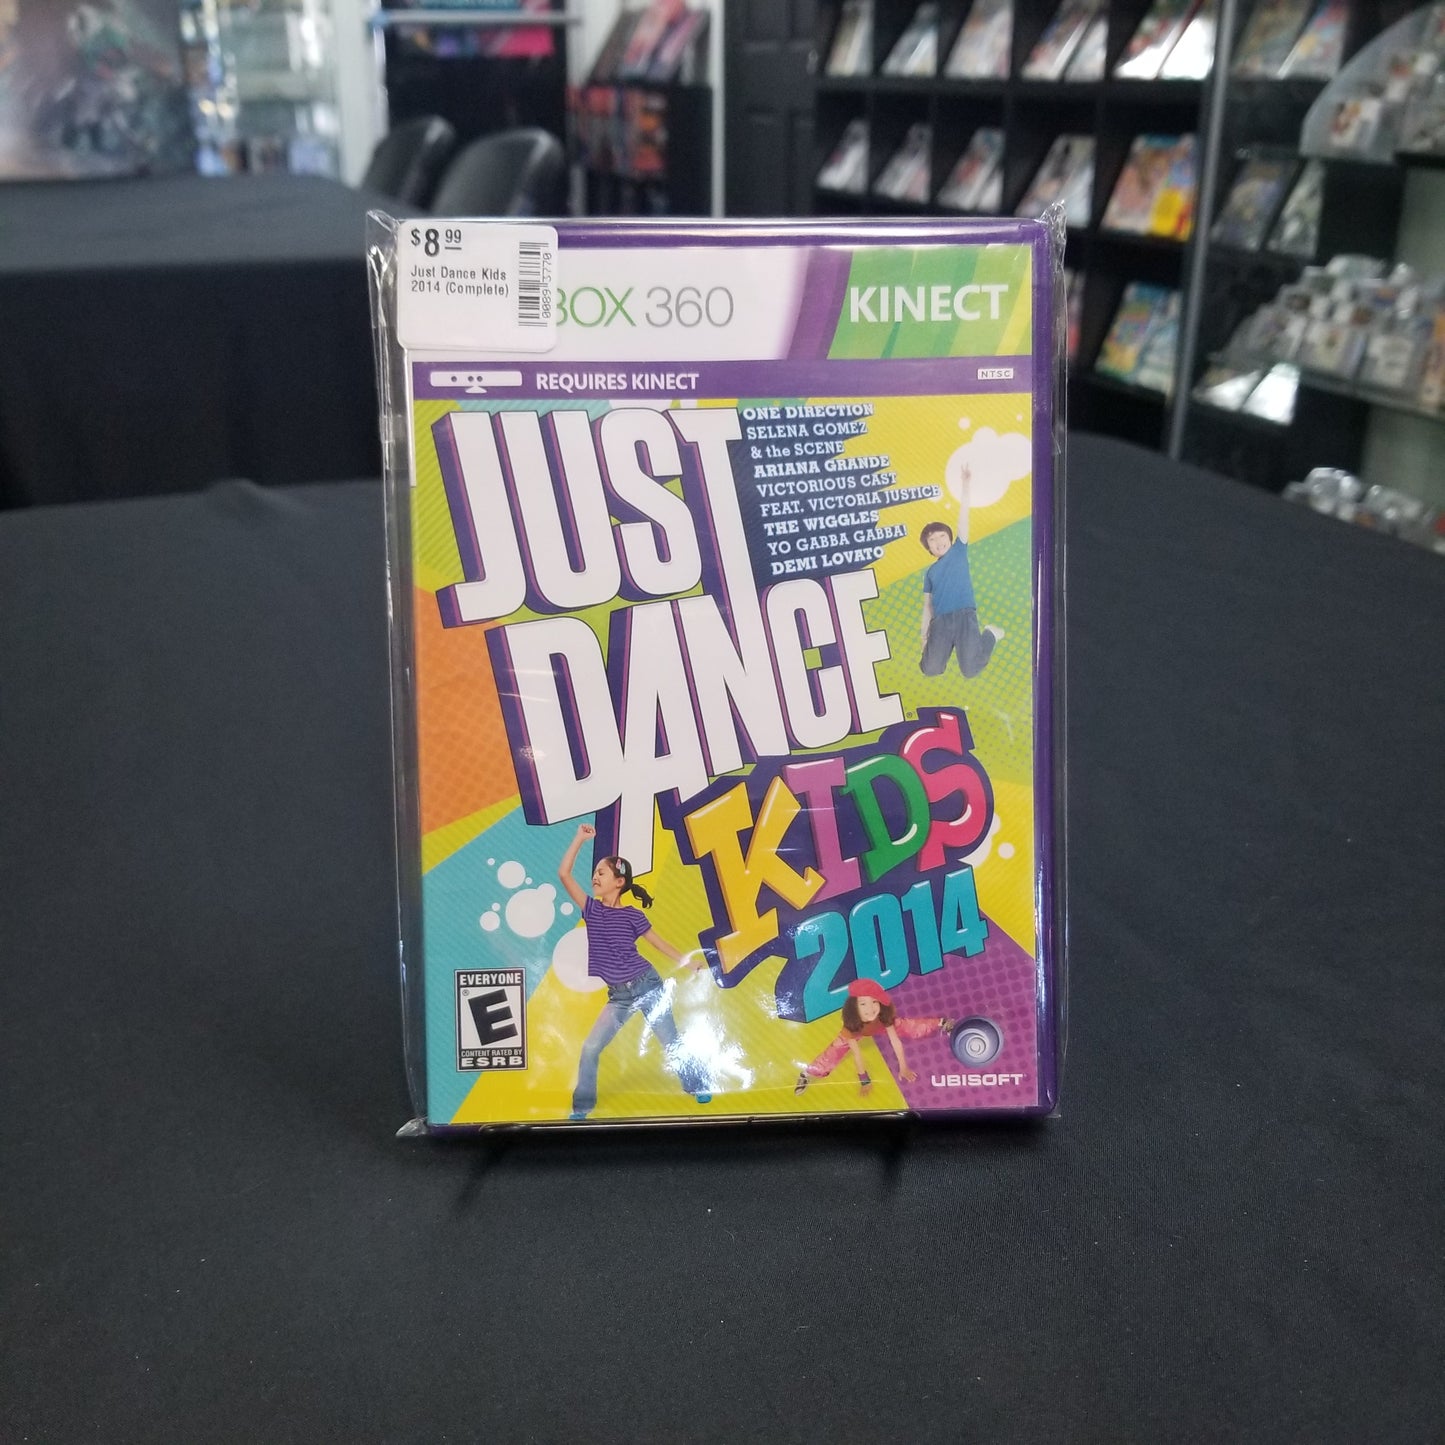 $8.99
Just Dance Kids
2014 (Complete)
BOX 360
KINECT
REQUIRES KINECT
NTSC
ONE DIRECTION
SELENA GOMEZ
& the SCENE
ARIANA GRANDE
VICTORIOUS CAST
FEAT. VICTORIA JUSTICE
THE WIGGLES
YO GABBA GABBA!
DEMI LOVATO
JUST
DANCE
KIDS
2014
EVERYONE
E
CONTENT RATED BY
ESRB
UBISOFT